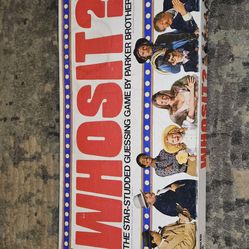 WHOSIT?
THE STAR-STUDDED GUESSING GAME BY PARKER BROTHERS
WHOSIT?